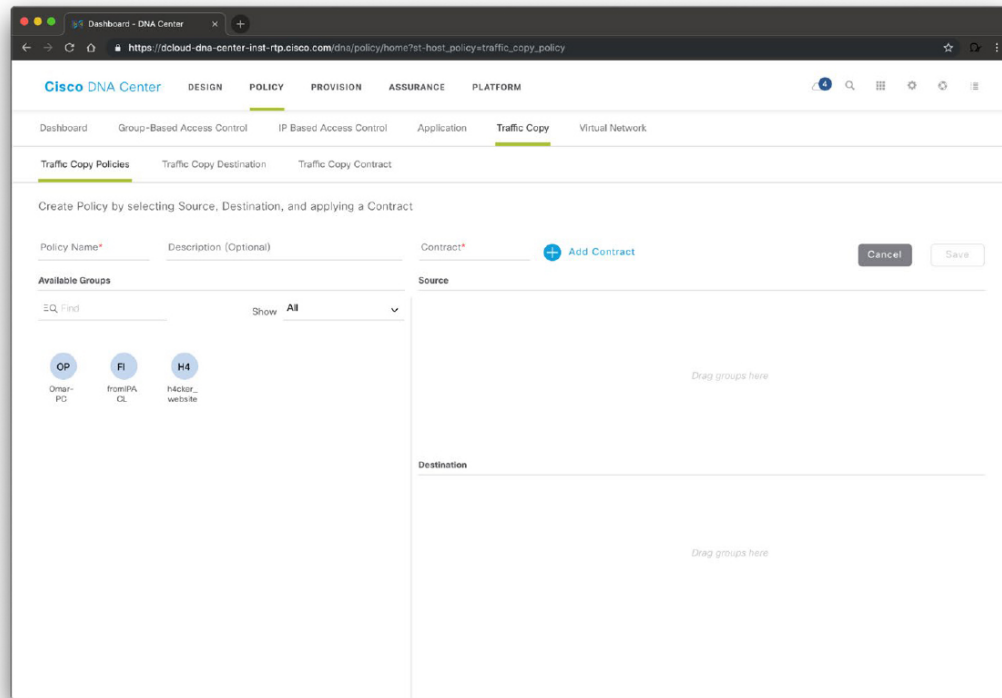 Dashboard - DNA Center
https://dcloud-dna-center-inst-rtp.cisco.com/dna/policy/home?st-host_policy=traffic_copy_policy
Cisco DNA Center DESIGN POLICY PROVISION ASSURANCE PLATFORM 4
Dashboard Group-Based Access Control IP Based Access Control Application Traffic Copy Virtual Network
Traffic Copy Policies Traffic Copy Destination Traffic Copy Contract
Create Policy by selecting Source, Destination, and applying a Contract
Policy Name* Description (Optional) Contract* Add Contract Cancel Save
Available Groups Source
Find Show All
OP FI H4
Omar- fromIPA h4cker_
PC CL website
Drag groups here
Destination
Drag groups here